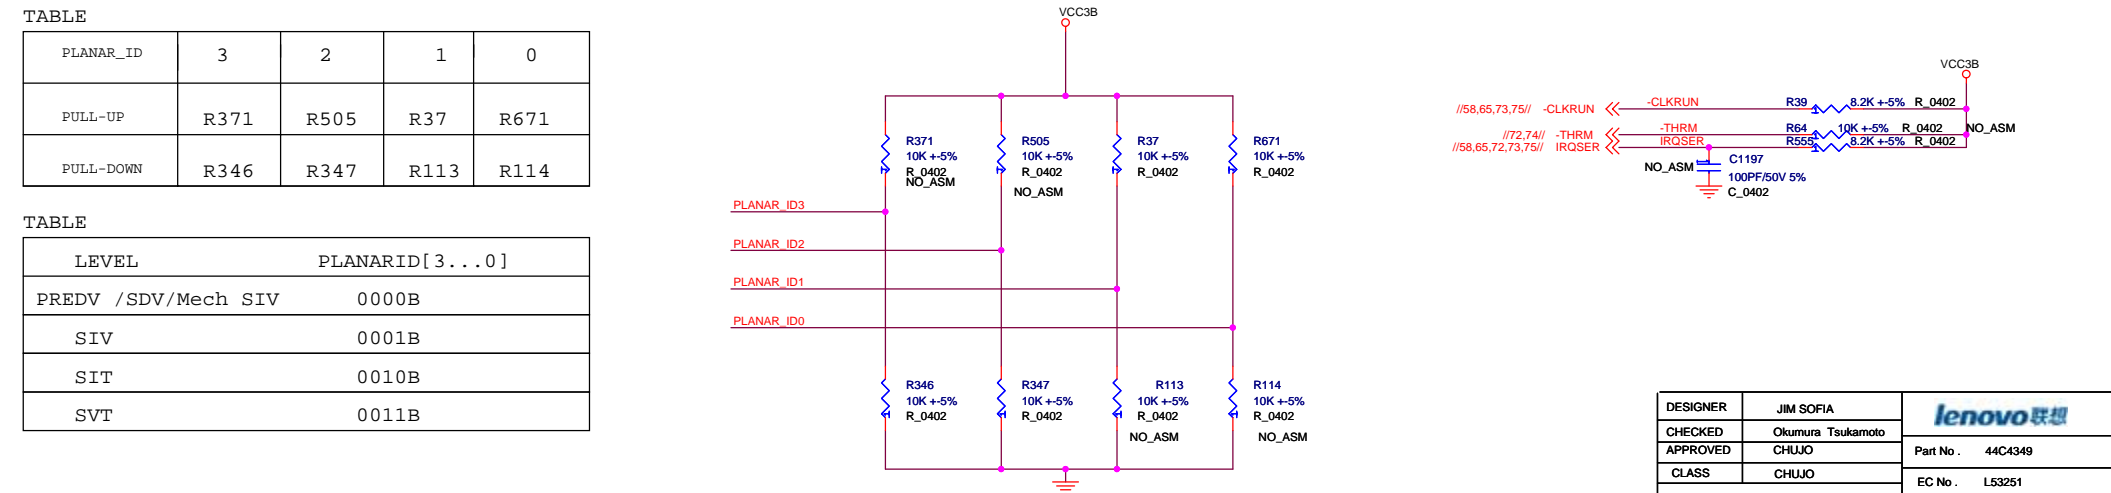 TABLE
PLANAR_ID 3 2 1 0
PULL-UP R371 R505 R37 R671
PULL-DOWN R346 R347 R113 R114
TABLE
LEVEL PLANARID[3...0]
PREDV /SDV/Mech SIV 0000B
SIV 0001B
SIT 0010B
SVT 0011B
VCC3B
R371
10K +-5%
R_0402
NO_ASM
R505
10K +-5%
R_0402
NO_ASM
R37
10K +-5%
R_0402
R671
10K +-5%
R_0402
PLANAR_ID3
PLANAR_ID2
PLANAR_ID1
PLANAR_ID0
R346
10K +-5%
R_0402
R347
10K +-5%
R_0402
R113
10K +-5%
R_0402
NO_ASM
R114
10K +-5%
R_0402
NO_ASM
VCC3B
//58,65,73,75// -CLKRUN -CLKRUN R39 8.2K +-5% R_0402
//72,74// -THRM -THRM R64 10K +-5% R_0402 NO_ASM
//58,65,72,73,75// IRQSER IRQSER R555 8.2K +-5% R_0402
NO_ASM C1197
100PF/50V 5%
C_0402
DESIGNER JIM SOFIA
CHECKED Okumura Tsukamoto
APPROVED CHUJO
CLASS CHUJO
lenovo联想
Part No . 44C4349
EC No . L53251